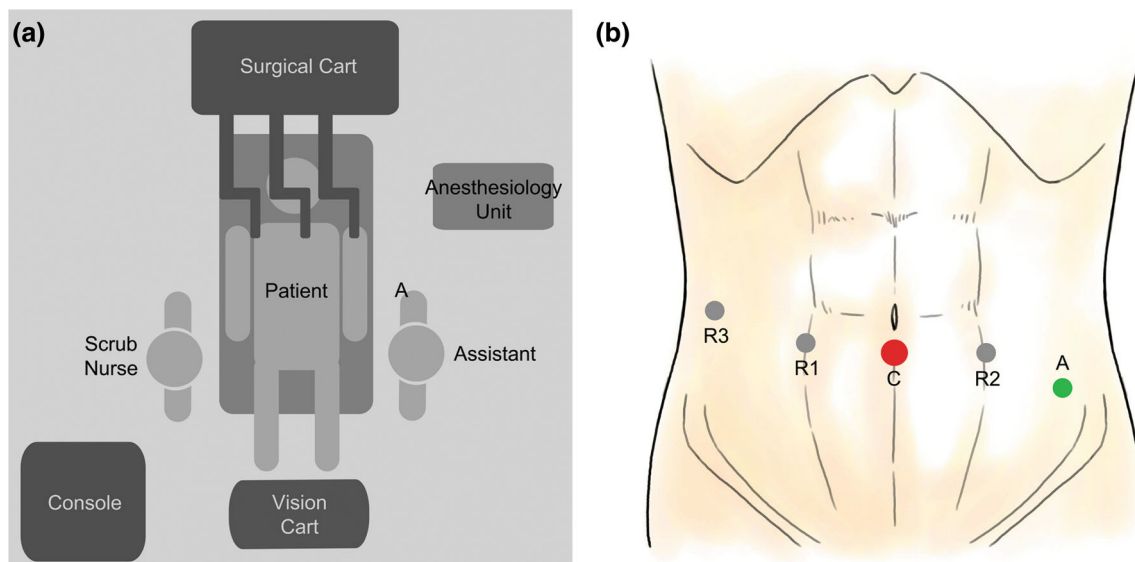 (a)
Surgical Cart
Anesthesiology
Unit
Patient
A
Scrub
Nurse
Assistant
Console
Vision
Cart
(b)
R3
R1
C
R2
A